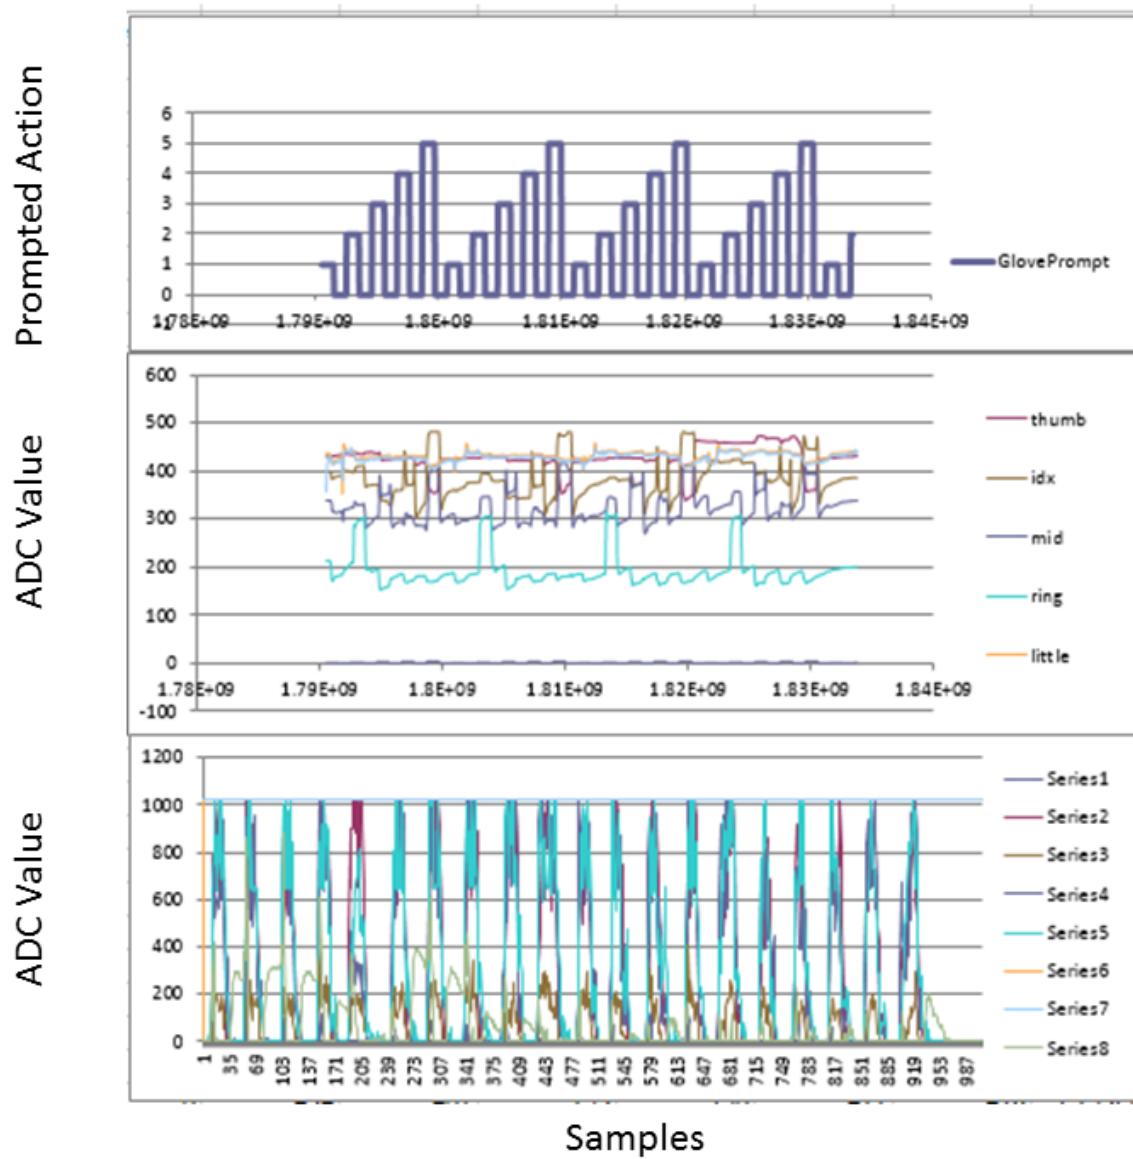 Prompted Action
6
5
4
3
2
1
0
-1
1.78E+09 1.79E+09 1.8E+09 1.81E+09 1.82E+09 1.83E+09 1.84E+09
GlovePrompt
ADC Value
600
500
400
300
200
100
0
-100
1.78E+09 1.79E+09 1.8E+09 1.81E+09 1.82E+09 1.83E+09 1.84E+09
thumb
idx
mid
ring
little
ADC Value
1200
1000
800
600
400
200
0
1 35 69 103 137 171 205 239 273 307 341 375 409 443 477 511 545 579 613 647 681 715 749 783 817 851 885 919 953 987
Series1
Series2
Series3
Series4
Series5
Series6
Series7
Series8
Samples